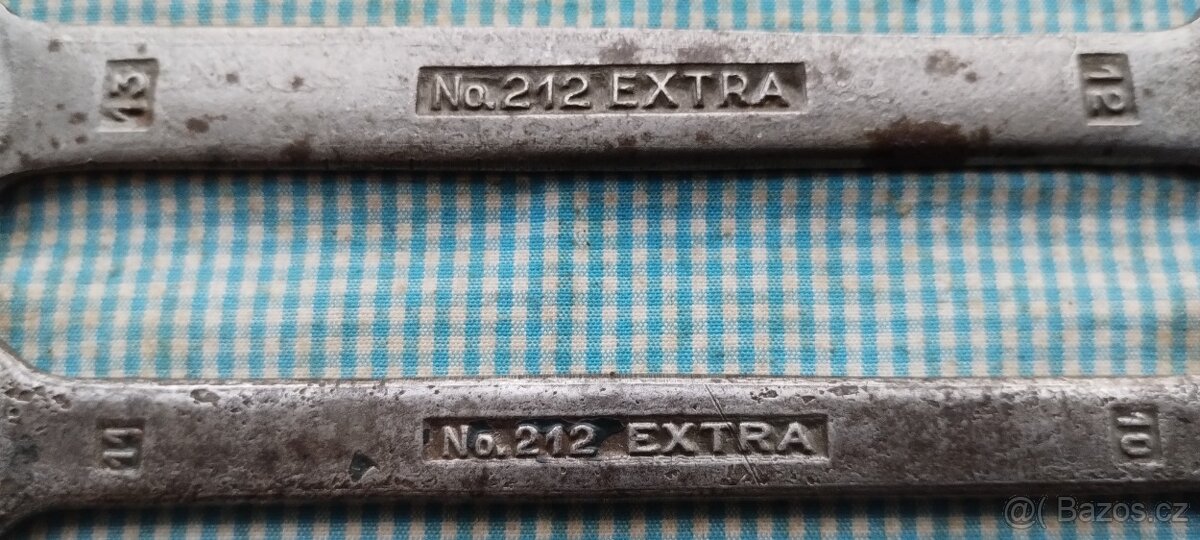 13 No.212 EXTRA 12
11 No.212 EXTRA 10
@( Bazos.cz